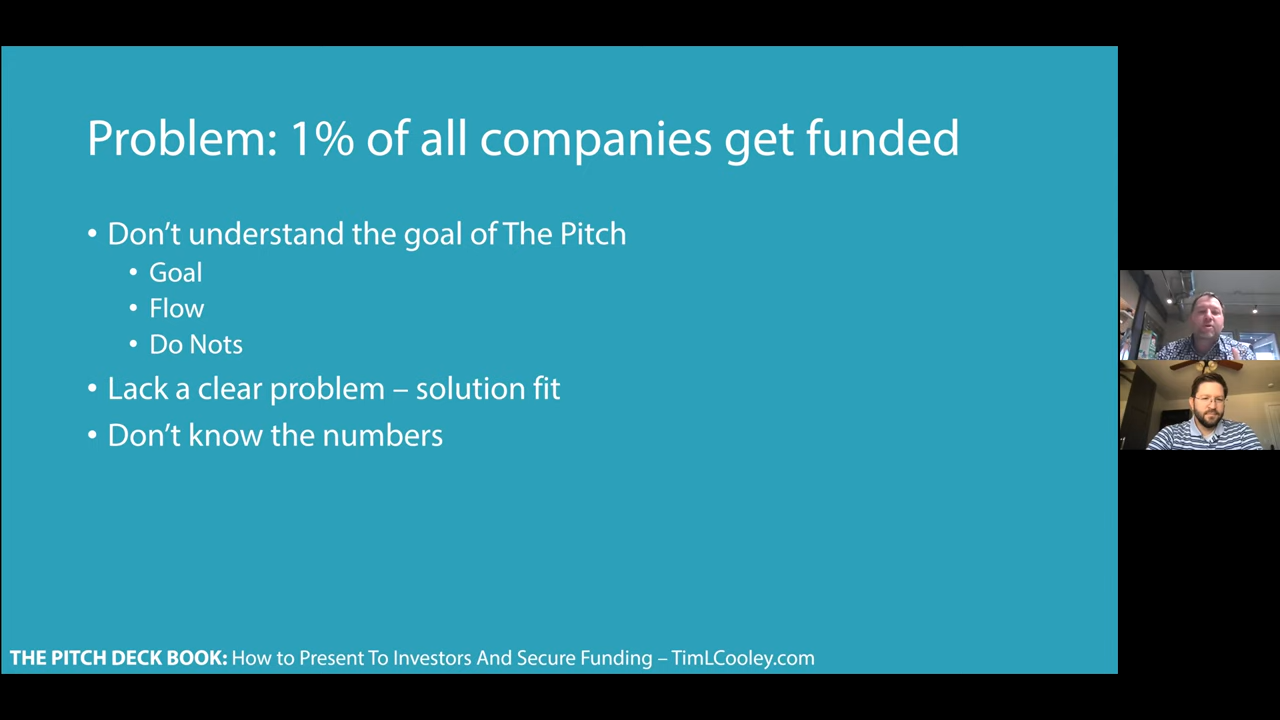 Problem: 1% of all companies get funded
• Don’t understand the goal of The Pitch
• Goal
• Flow
• Do Nots
• Lack a clear problem – solution fit
• Don’t know the numbers
THE PITCH DECK BOOK: How to Present To Investors And Secure Funding – TimLCooley.com